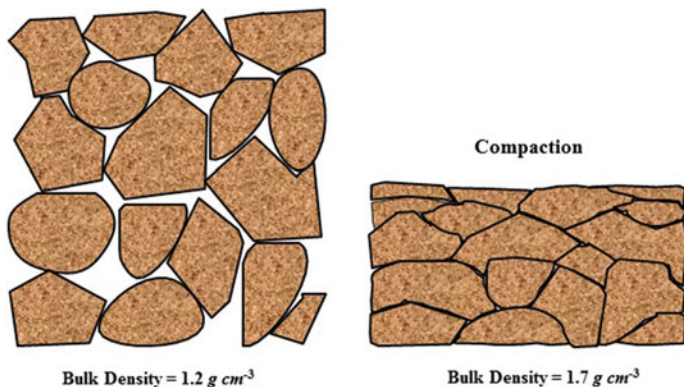 Compaction
Bulk Density = 1.2 g cm⁻³
Bulk Density = 1.7 g cm⁻³